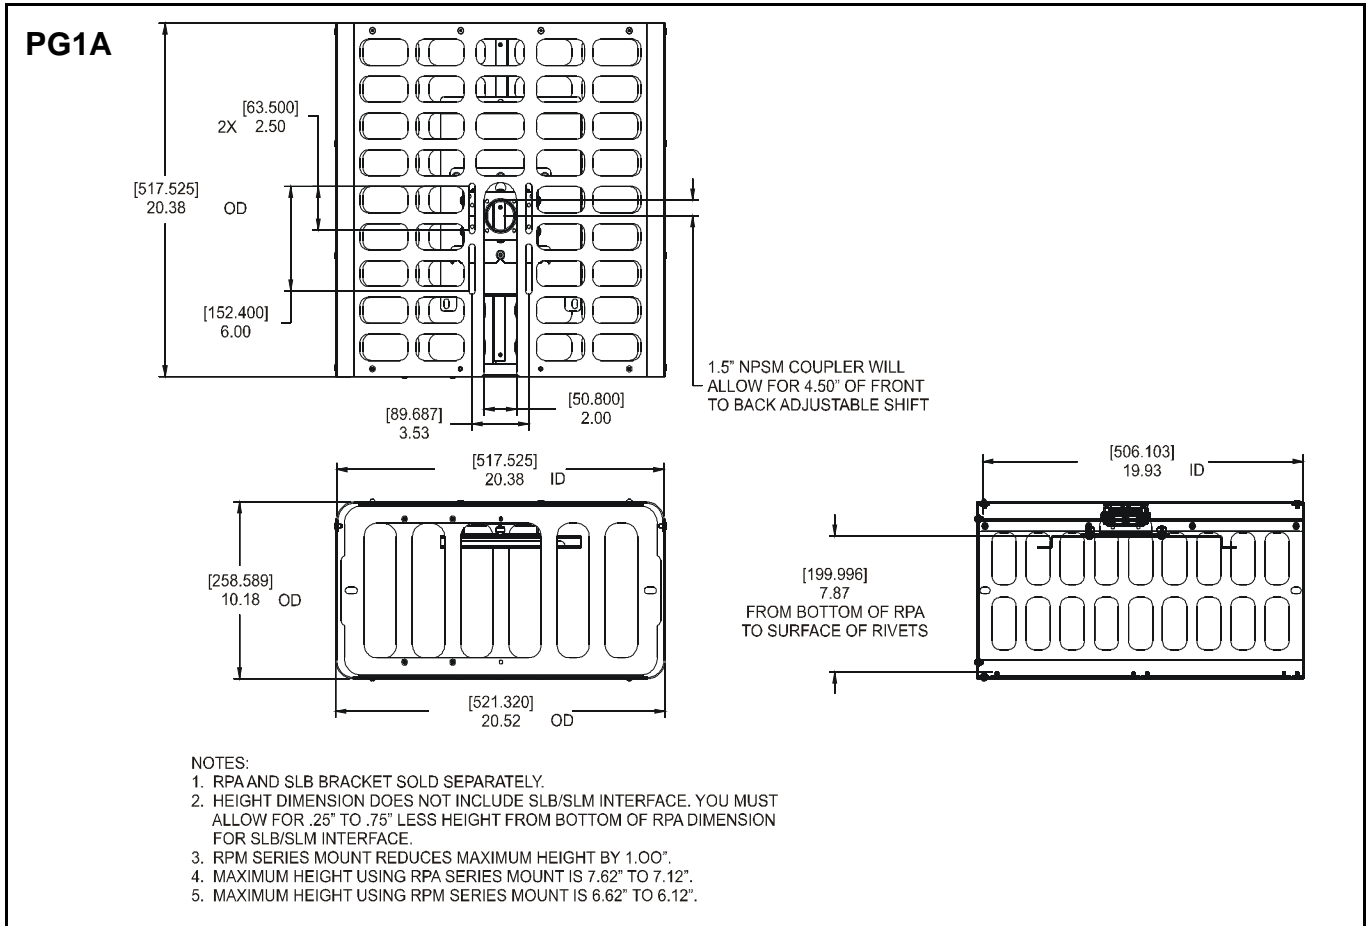 PG1A
[63.500]
2X 2.50
[517.525]
20.38 OD
[152.400]
6.00
1.5" NPSM COUPLER WILL
ALLOW FOR 4.50" OF FRONT
TO BACK ADJUSTABLE SHIFT
[50.800]
2.00
[89.687]
3.53
[517.525]
20.38 ID
[506.103]
19.93 ID
[258.589]
10.18 OD
[199.996]
7.87
FROM BOTTOM OF RPA
TO SURFACE OF RIVETS
[521.320]
20.52 OD
NOTES:
1. RPA AND SLB BRACKET SOLD SEPARATELY.
2. HEIGHT DIMENSION DOES NOT INCLUDE SLB/SLM INTERFACE. YOU MUST
ALLOW FOR .25" TO .75" LESS HEIGHT FROM BOTTOM OF RPA DIMENSION
FOR SLB/SLM INTERFACE.
3. RPM SERIES MOUNT REDUCES MAXIMUM HEIGHT BY 1.OO".
4. MAXIMUM HEIGHT USING RPA SERIES MOUNT IS 7.62" TO 7.12".
5. MAXIMUM HEIGHT USING RPM SERIES MOUNT IS 6.62" TO 6.12".